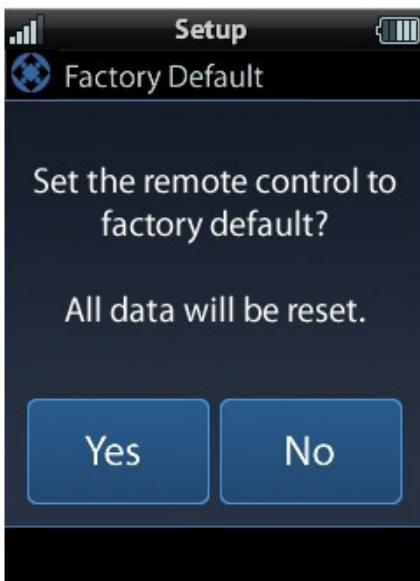 Setup
Factory Default
Set the remote control to
factory default?
All data will be reset.
Yes
No